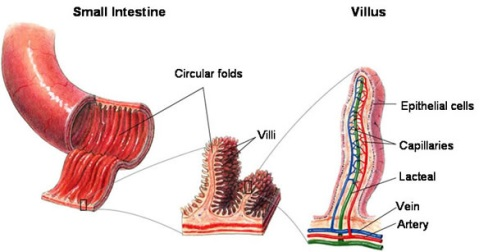 Small Intestine
Villus
Circular folds
Villi
Epithelial cells
Capillaries
Lacteal
Vein
Artery